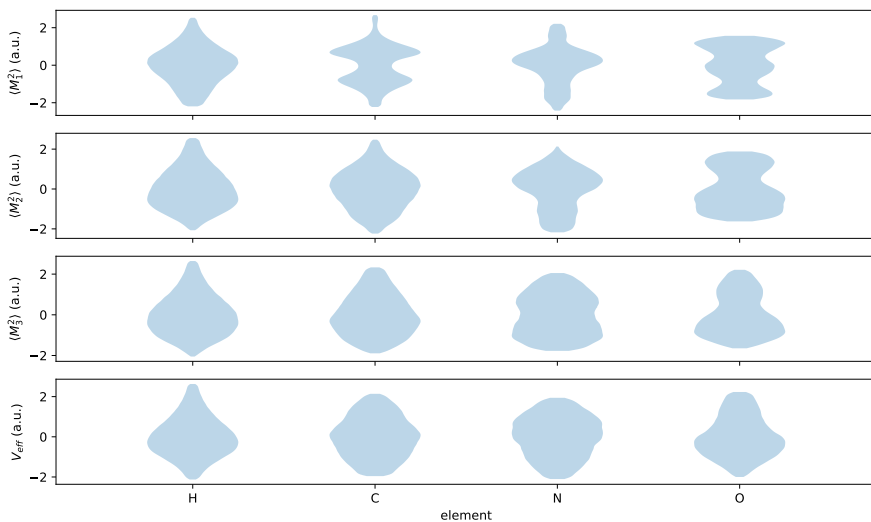 ⟨M₁²⟩ (a.u.)
2
0
−2
⟨M₂²⟩ (a.u.)
2
0
−2
⟨M₃²⟩ (a.u.)
2
0
−2
V_eff (a.u.)
2
0
−2
H C N O
element